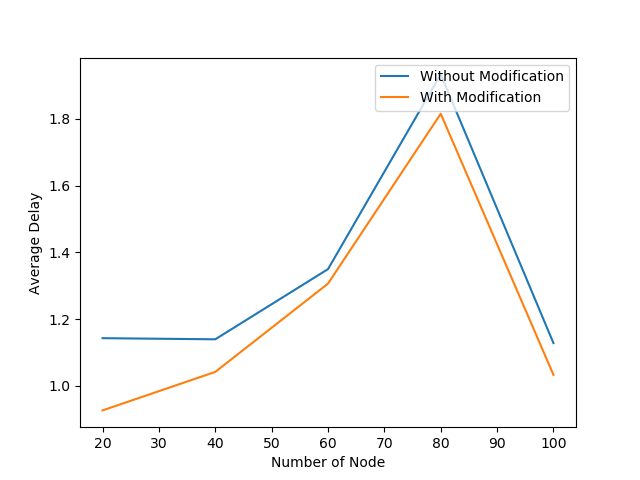 Without Modification
With Modification
Average Delay
1.8
1.6
1.4
1.2
1.0
20 30 40 50 60 70 80 90 100
Number of Node